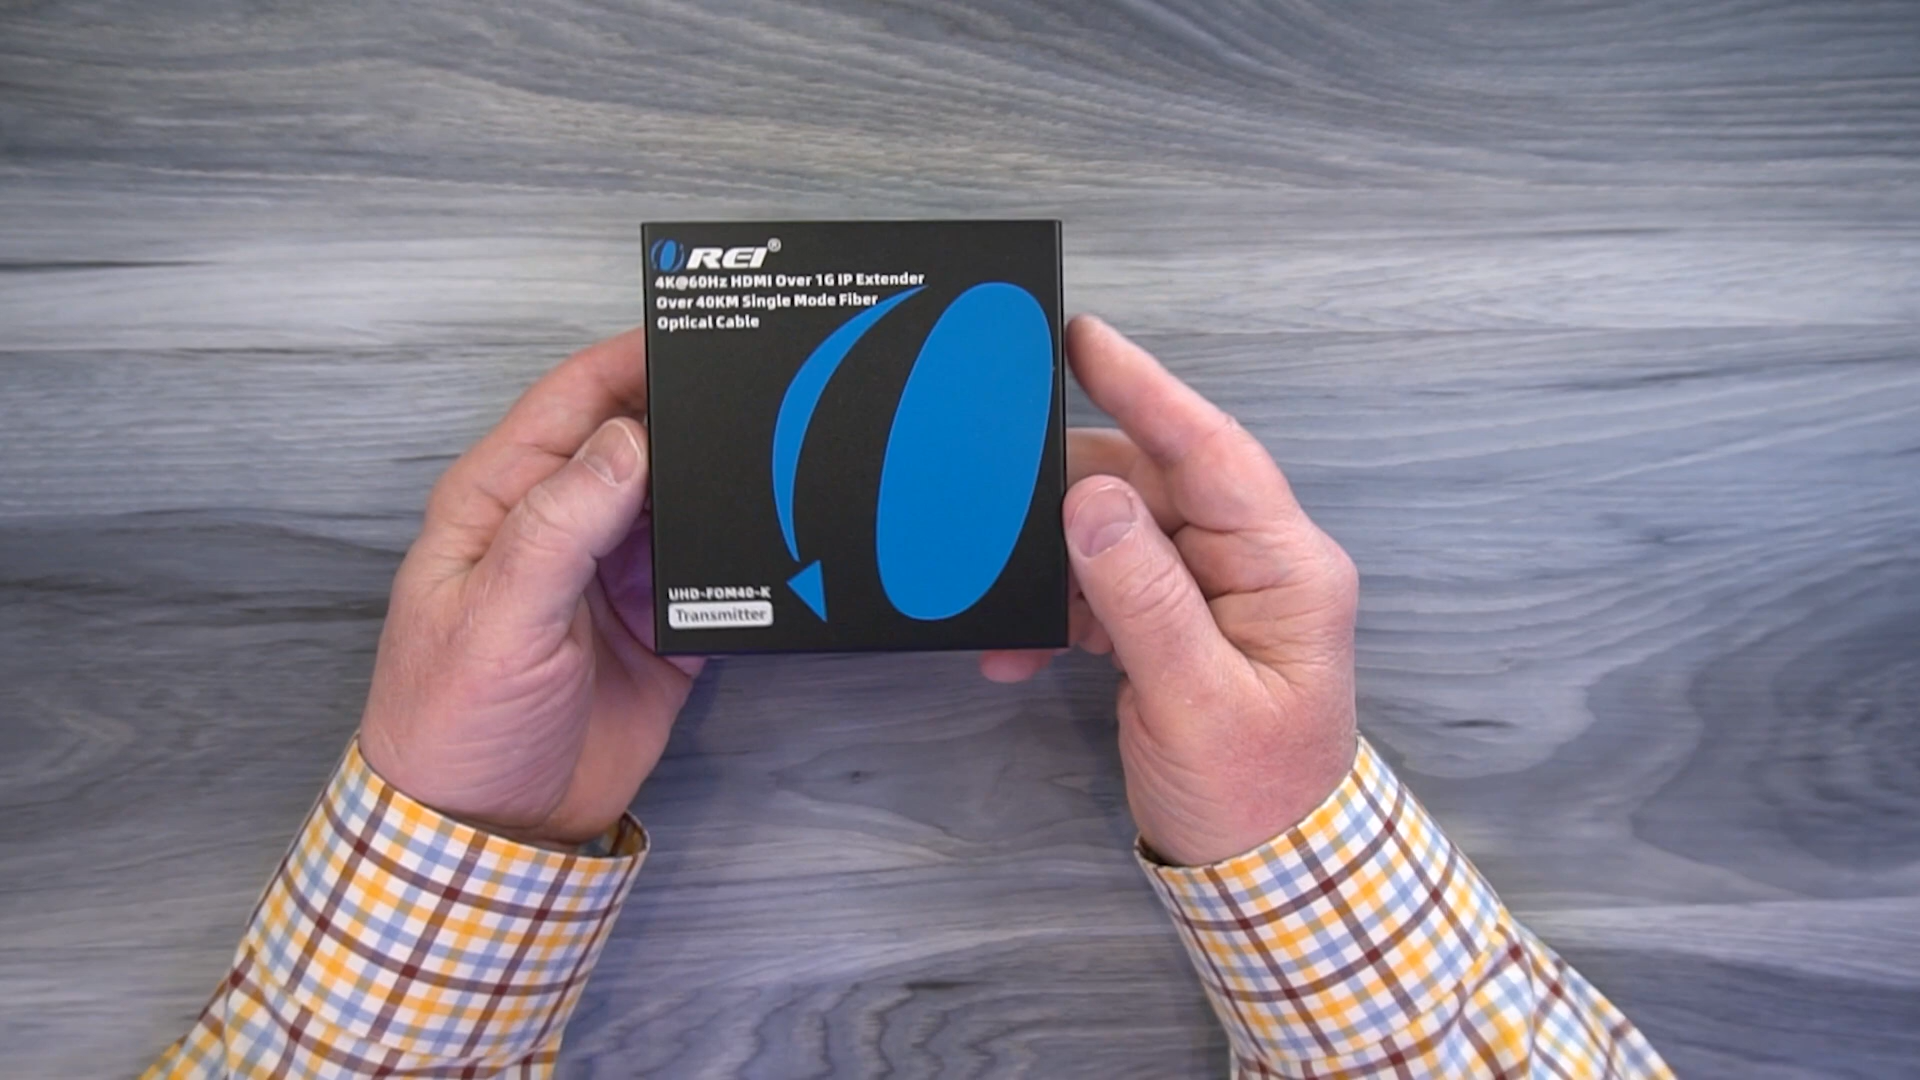 OREI®
4K@60Hz HDMI Over 1G IP Extender
Over 40KM Single Mode Fiber
Optical Cable
UHD-FOM40-K
Transmitter